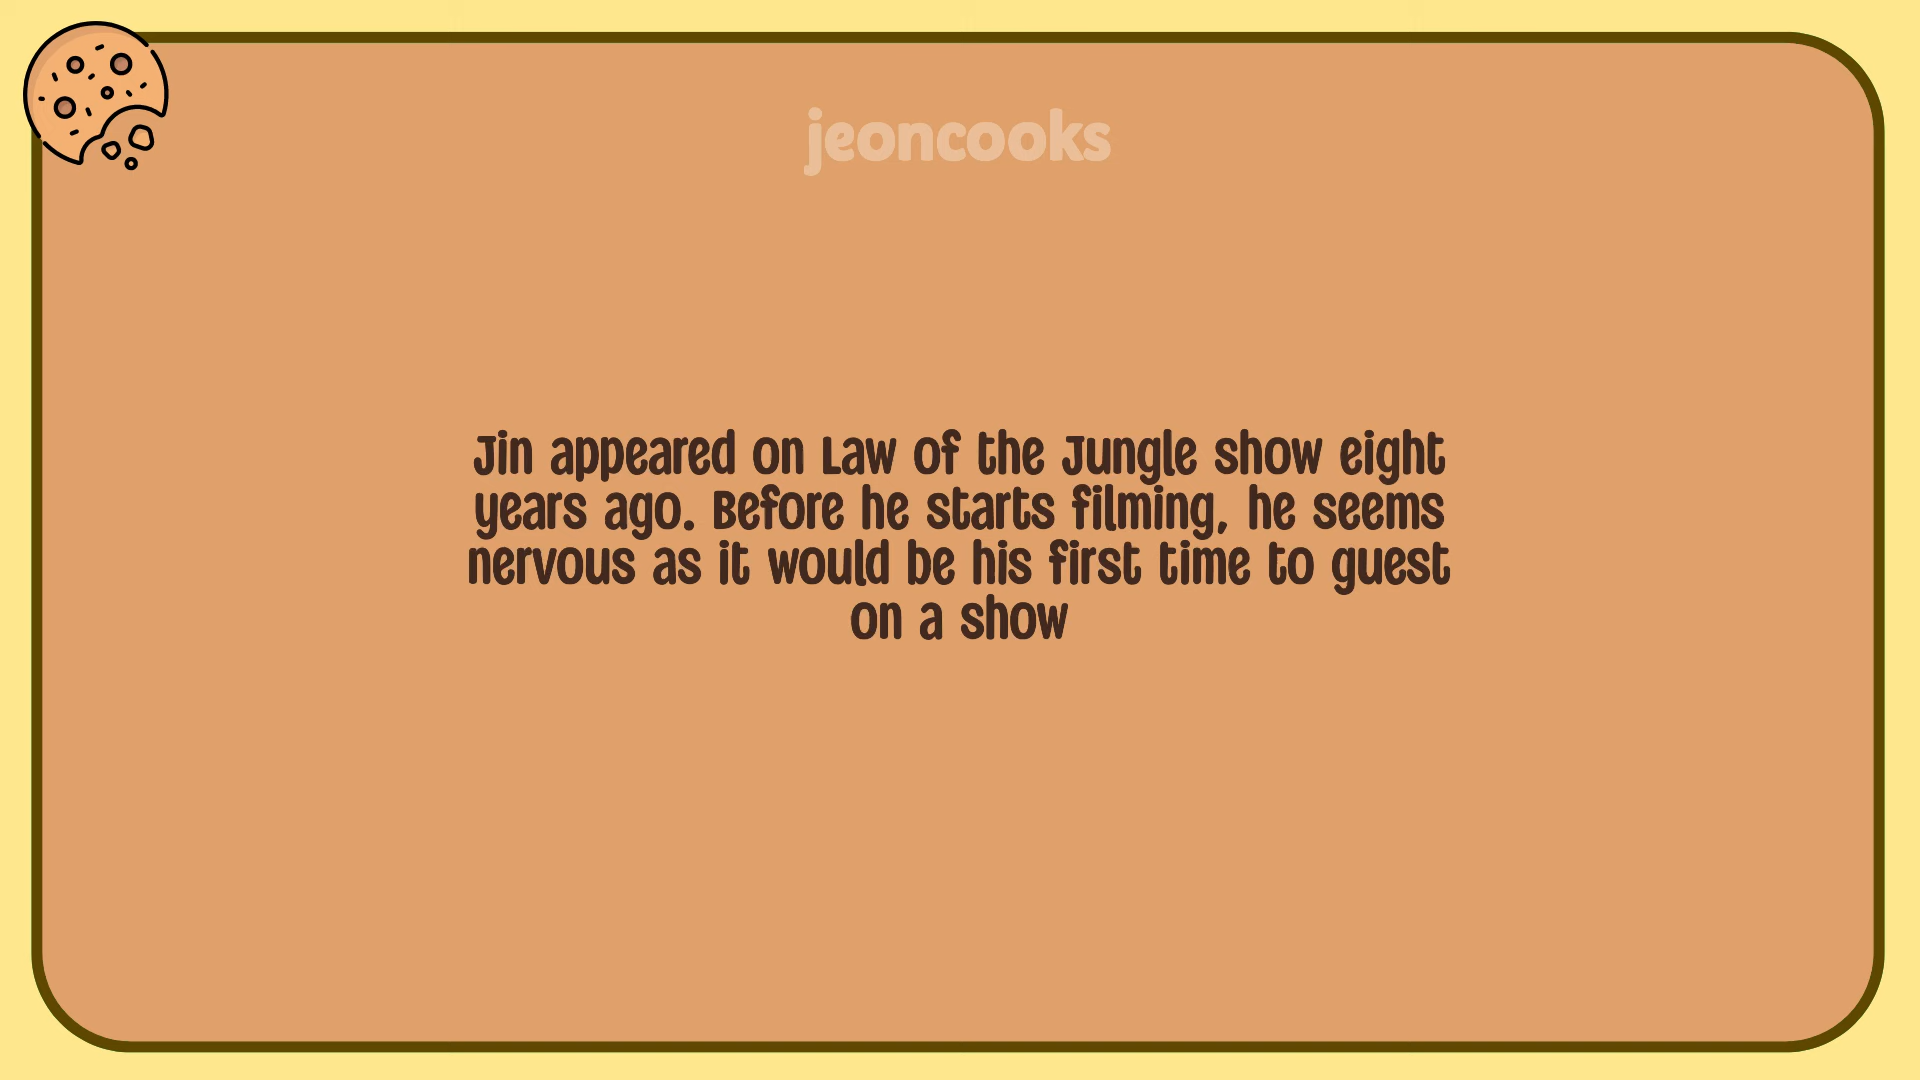 jeoncooks
Jin appeared on Law of the Jungle show eight
years ago. Before he starts filming, he seems
nervous as it would be his first time to guest
on a show